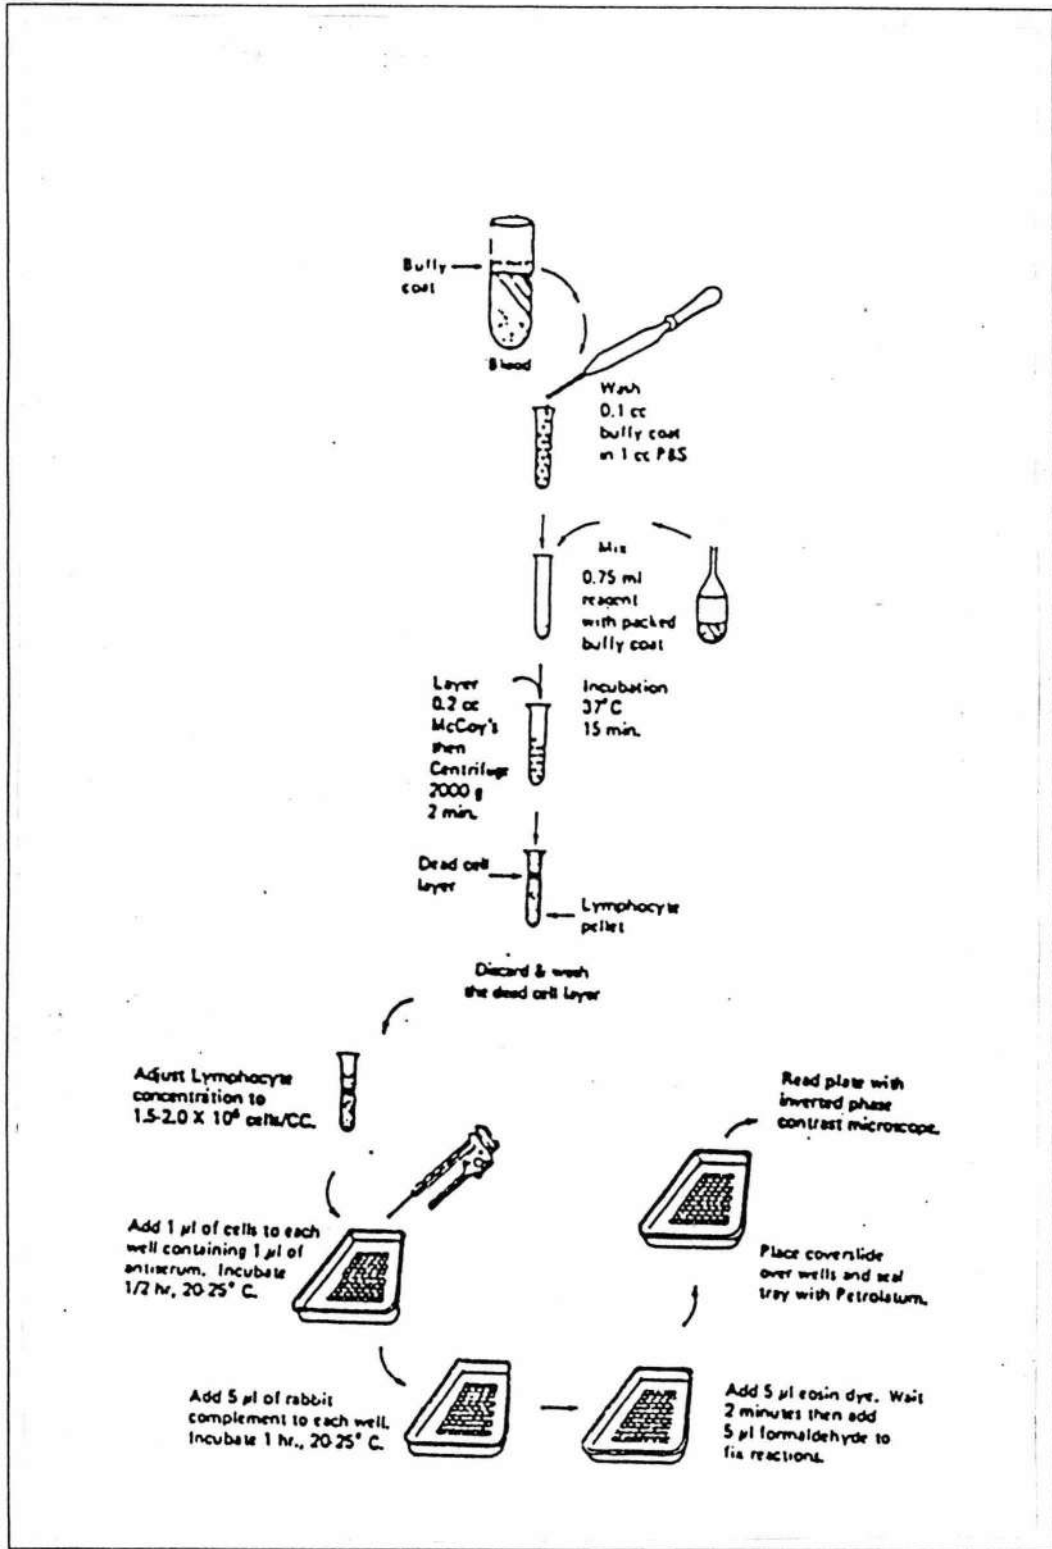 Buffy
coat
Blood
Wash
0.1 cc
buffy coat
in 1 cc PBS
Mix
0.75 ml
reagent
with packed
buffy coat
Layer
0.2 cc
McCoy's
then
Centrifuge
2000 g
2 min.
Incubation
37°C
15 min.
Dead cell
layer
Lymphocyte
pellet
Discard & wash
the dead cell layer
Adjust Lymphocyte
concentration to
1.5-2.0 X 10⁶ cells/CC.
Add 1 µl of cells to each
well containing 1 µl of
antiserum. Incubate
1/2 hr, 20-25° C.
Add 5 µl of rabbit
complement to each well.
Incubate 1 hr., 20-25° C.
Add 5 µl eosin dye. Wait
2 minutes then add
5 µl formaldehyde to
fix reactions.
Place coverslide
over wells and seal
tray with Petrolatum.
Read plate with
inverted phase
contrast microscope.